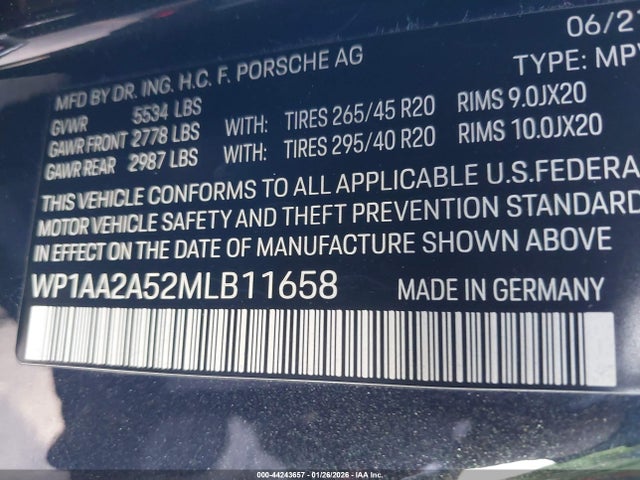 06/21
MFD BY DR. ING. H.C. F. PORSCHE AG TYPE: MPV
GVWR 5534 LBS
GAWR FRONT 2778 LBS WITH: TIRES 265/45 R20 RIMS 9.0JX20
GAWR REAR 2987 LBS WITH: TIRES 295/40 R20 RIMS 10.0JX20
THIS VEHICLE CONFORMS TO ALL APPLICABLE U.S.FEDERA
MOTOR VEHICLE SAFETY AND THEFT PREVENTION STANDARD
IN EFFECT ON THE DATE OF MANUFACTURE SHOWN ABOVE.
WP1AA2A52MLB11658 MADE IN GERMANY
000-44243657 | 01/26/2026 | IAA Inc.